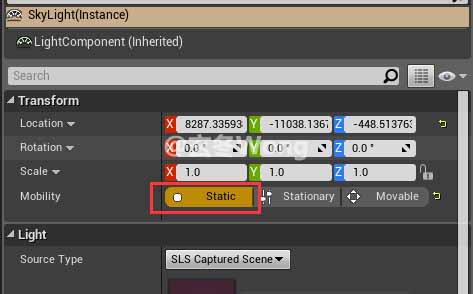 SkyLight(Instance)
LightComponent (Inherited)
Search
Transform
Location X 8287.33593 Y -11038.1367 Z -448.513763
Rotation X 0.0 ° Y 0.0 ° Z 0.0 °
Scale X 1.0 Y 1.0 Z 1.0
Mobility Static Stationary Movable
Light
Source Type SLS Captured Scene